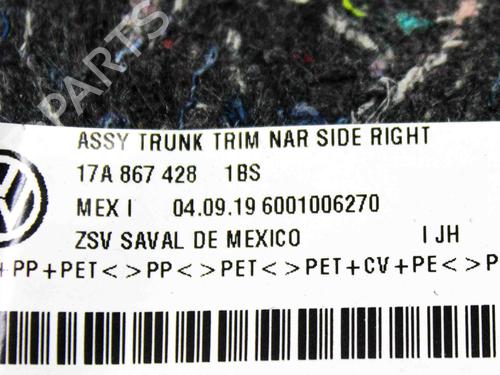 PARTS
ASSY TRUNK TRIM NAR SIDE RIGHT
17A 867 428 1BS
MEX I 04.09.19 6001006270
ZSV SAVAL DE MEXICO I JH
+PP+PET<>PP<>PET<>PET+CV+PE<>P